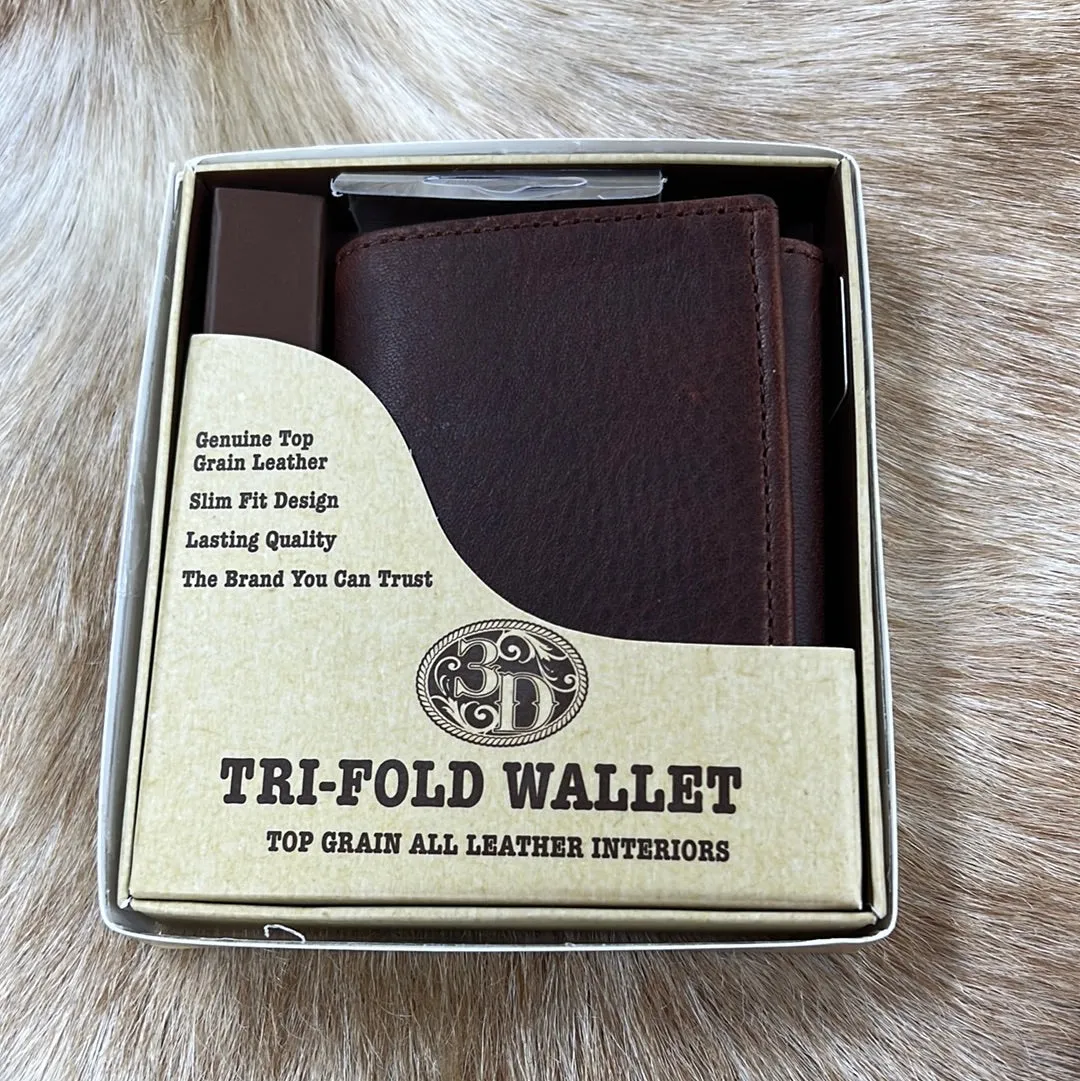 Genuine Top
Grain Leather
Slim Fit Design
Lasting Quality
The Brand You Can Trust
3D
TRI-FOLD WALLET
TOP GRAIN ALL LEATHER INTERIORS